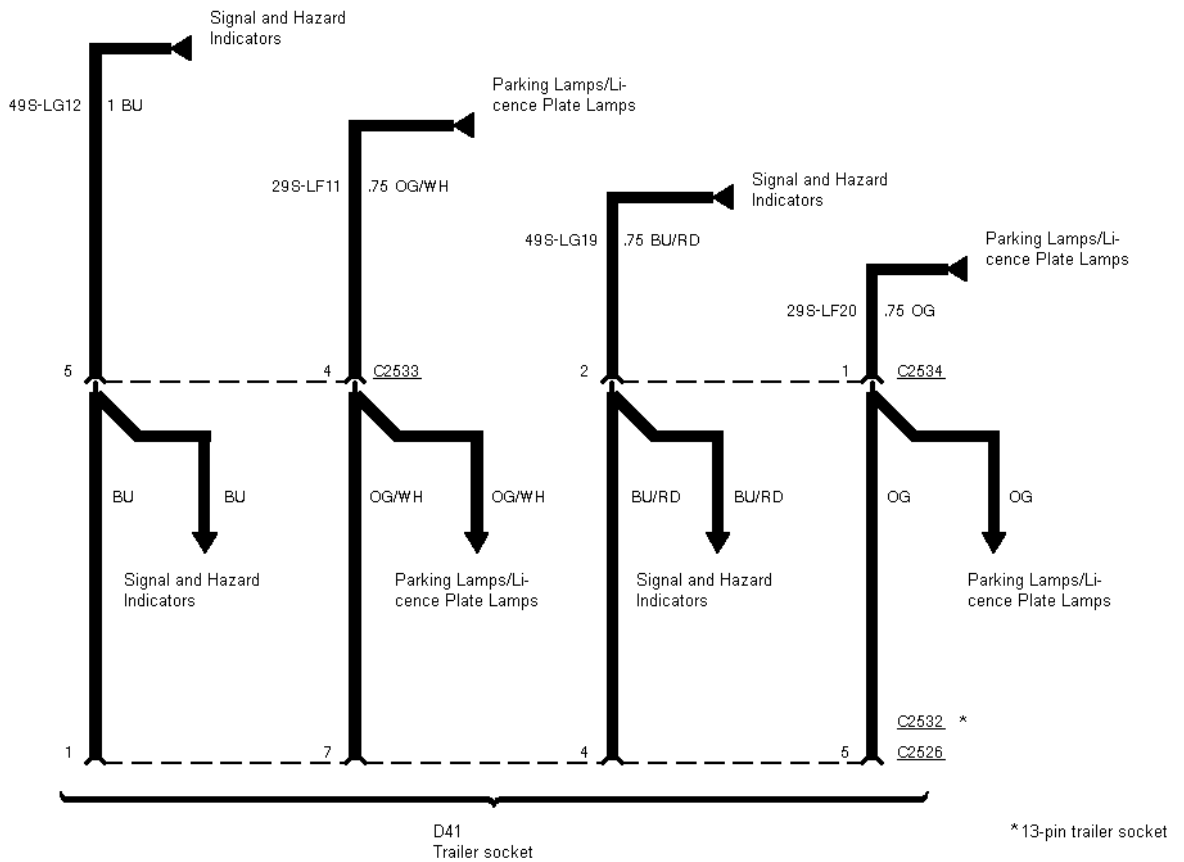 Signal and Hazard
Indicators
49S-LG12
1 BU
Parking Lamps/Li-
cence Plate Lamps
29S-LF11
.75 OG/WH
Signal and Hazard
Indicators
49S-LG19
.75 BU/RD
Parking Lamps/Li-
cence Plate Lamps
29S-LF20
.75 OG
5
4
C2533
2
1
C2534
BU
BU
OG/WH
OG/WH
BU/RD
BU/RD
OG
OG
Signal and Hazard
Indicators
Parking Lamps/Li-
cence Plate Lamps
Signal and Hazard
Indicators
Parking Lamps/Li-
cence Plate Lamps
C2532 *
1
7
4
5
C2526
D41
Trailer socket
*13-pin trailer socket